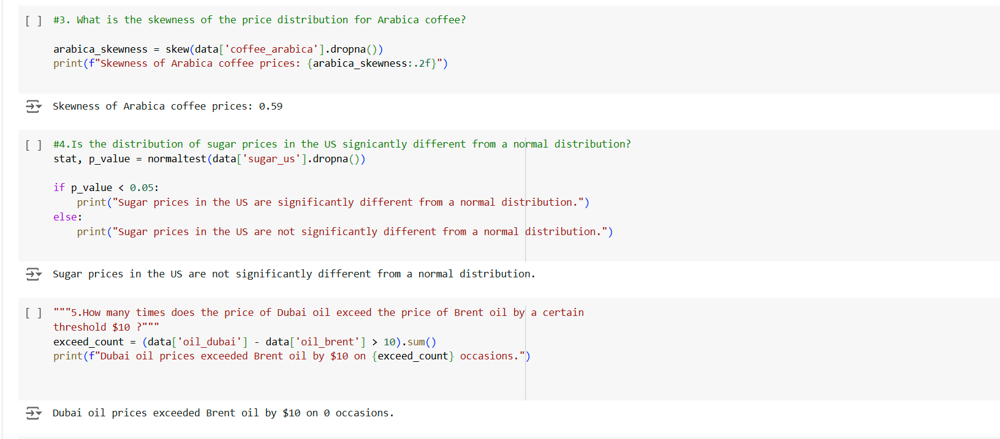 [ ] #3. What is the skewness of the price distribution for Arabica coffee?
arabica_skewness = skew(data['coffee_arabica'].dropna())
print(f"Skewness of Arabica coffee prices: {arabica_skewness:.2f}")
Skewness of Arabica coffee prices: 0.59
[ ] #4.Is the distribution of sugar prices in the US signicantly different from a normal distribution?
stat, p_value = normaltest(data['sugar_us'].dropna())
if p_value < 0.05:
    print("Sugar prices in the US are significantly different from a normal distribution.")
else:
    print("Sugar prices in the US are not significantly different from a normal distribution.")
Sugar prices in the US are not significantly different from a normal distribution.
[ ] """5.How many times does the price of Dubai oil exceed the price of Brent oil by a certain
threshold $10 ?"""
exceed_count = (data['oil_dubai'] - data['oil_brent'] > 10).sum()
print(f"Dubai oil prices exceeded Brent oil by $10 on {exceed_count} occasions.")
Dubai oil prices exceeded Brent oil by $10 on 0 occasions.